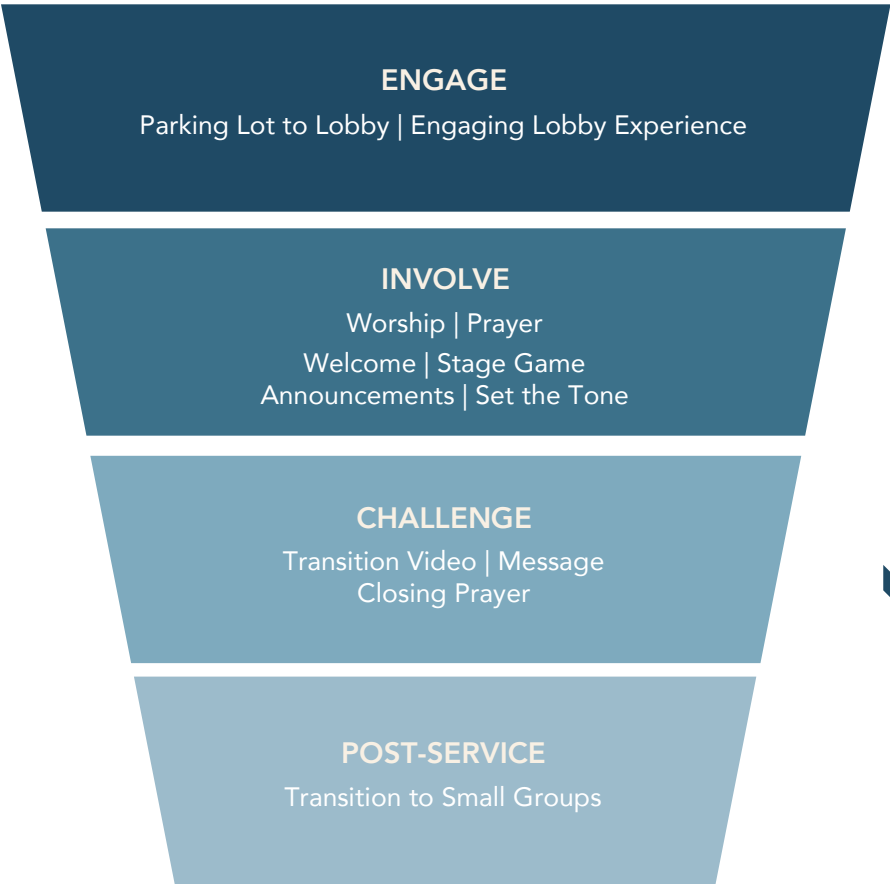 ENGAGE
Parking Lot to Lobby | Engaging Lobby Experience
INVOLVE
Worship | Prayer
Welcome | Stage Game
Announcements | Set the Tone
CHALLENGE
Transition Video | Message
Closing Prayer
POST-SERVICE
Transition to Small Groups